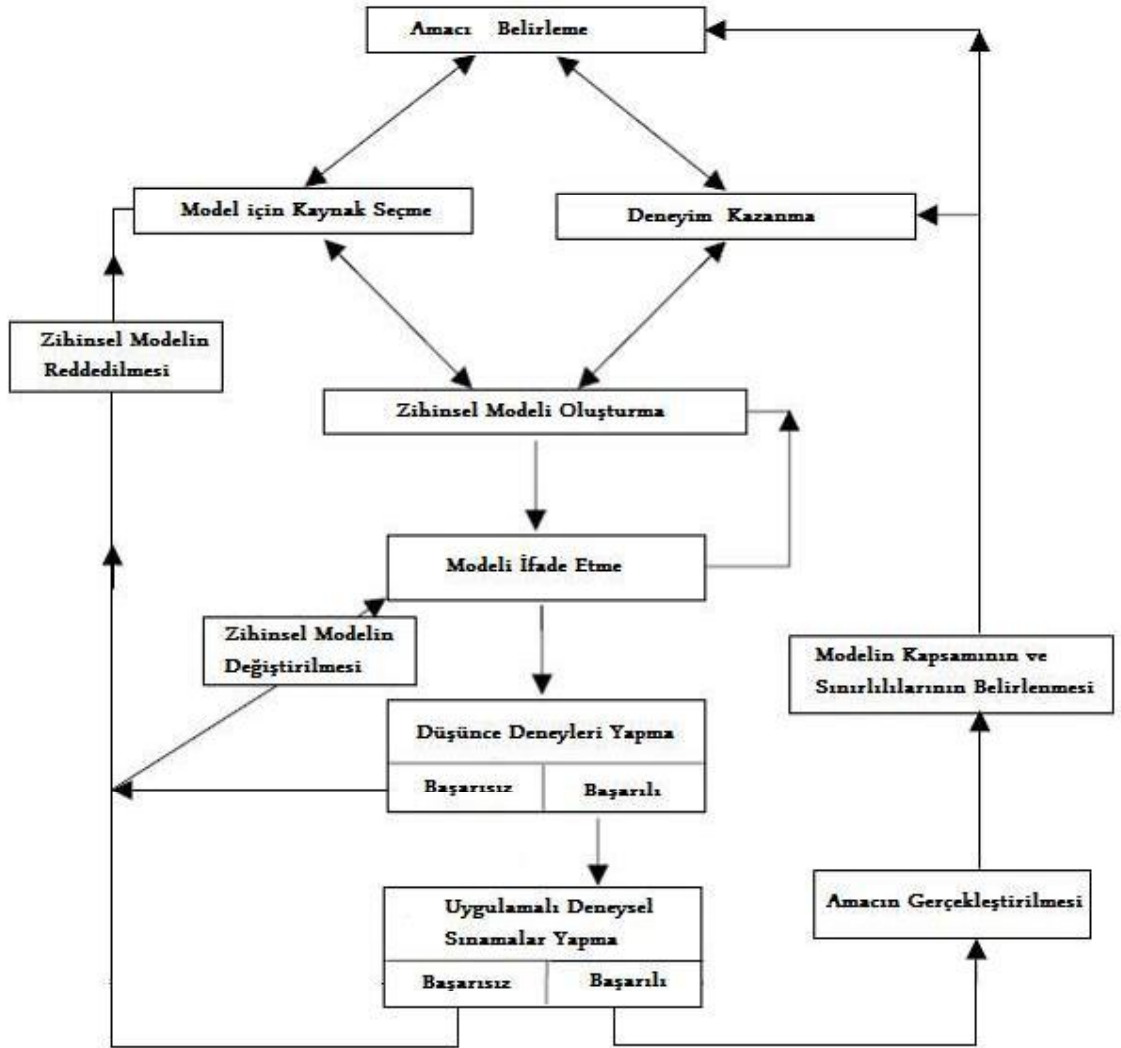 Amacı Belirleme
Model için Kaynak Seçme
Deneyim Kazanma
Zihinsel Modelin
Reddedilmesi
Zihinsel Modeli Oluşturma
Modeli İfade Etme
Zihinsel Modelin
Değiştirilmesi
Modelin Kapsamının ve
Sınırlılılarının Belirlenmesi
Düşünce Deneyleri Yapma
Başarısız
Başarılı
Uygulamalı Deneysel
Sınamalar Yapma
Başarısız
Başarılı
Amacın Gerçekleştirilmesi